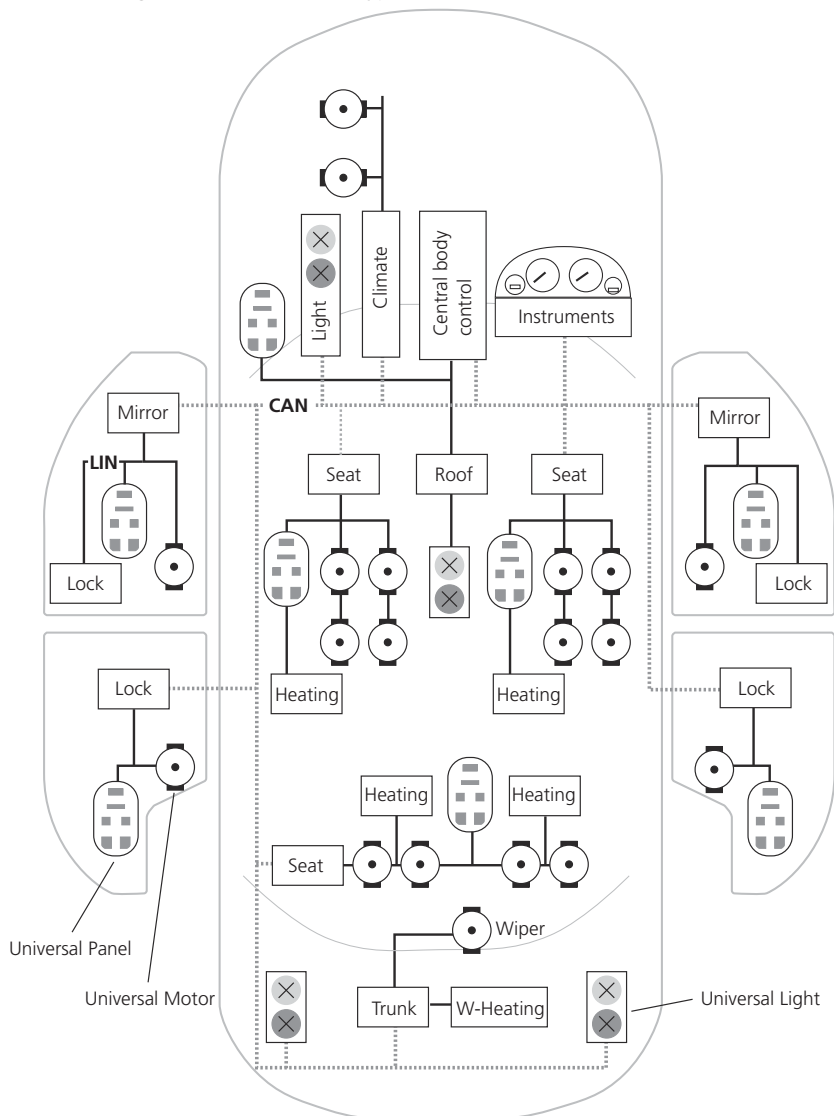 Light
Climate
Central body
control
Instruments
Mirror
CAN
Mirror
LIN
Seat
Roof
Seat
Lock
Lock
Lock
Heating
Heating
Lock
Heating
Heating
Seat
Wiper
Universal Panel
Universal Motor
Trunk
W-Heating
Universal Light